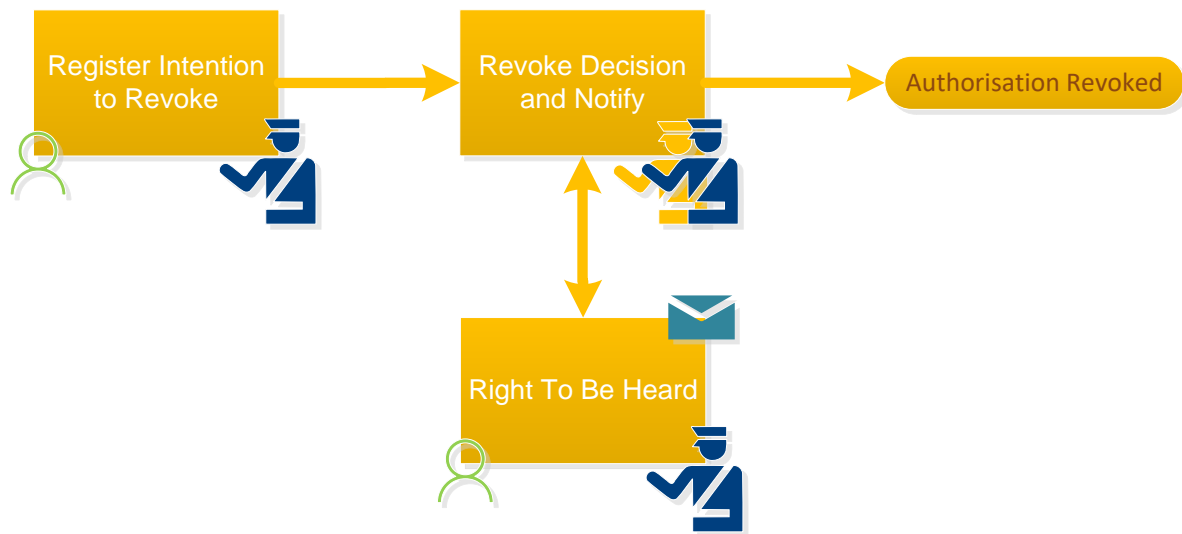 Register Intention
to Revoke
Revoke Decision
and Notify
Authorisation Revoked
Right To Be Heard